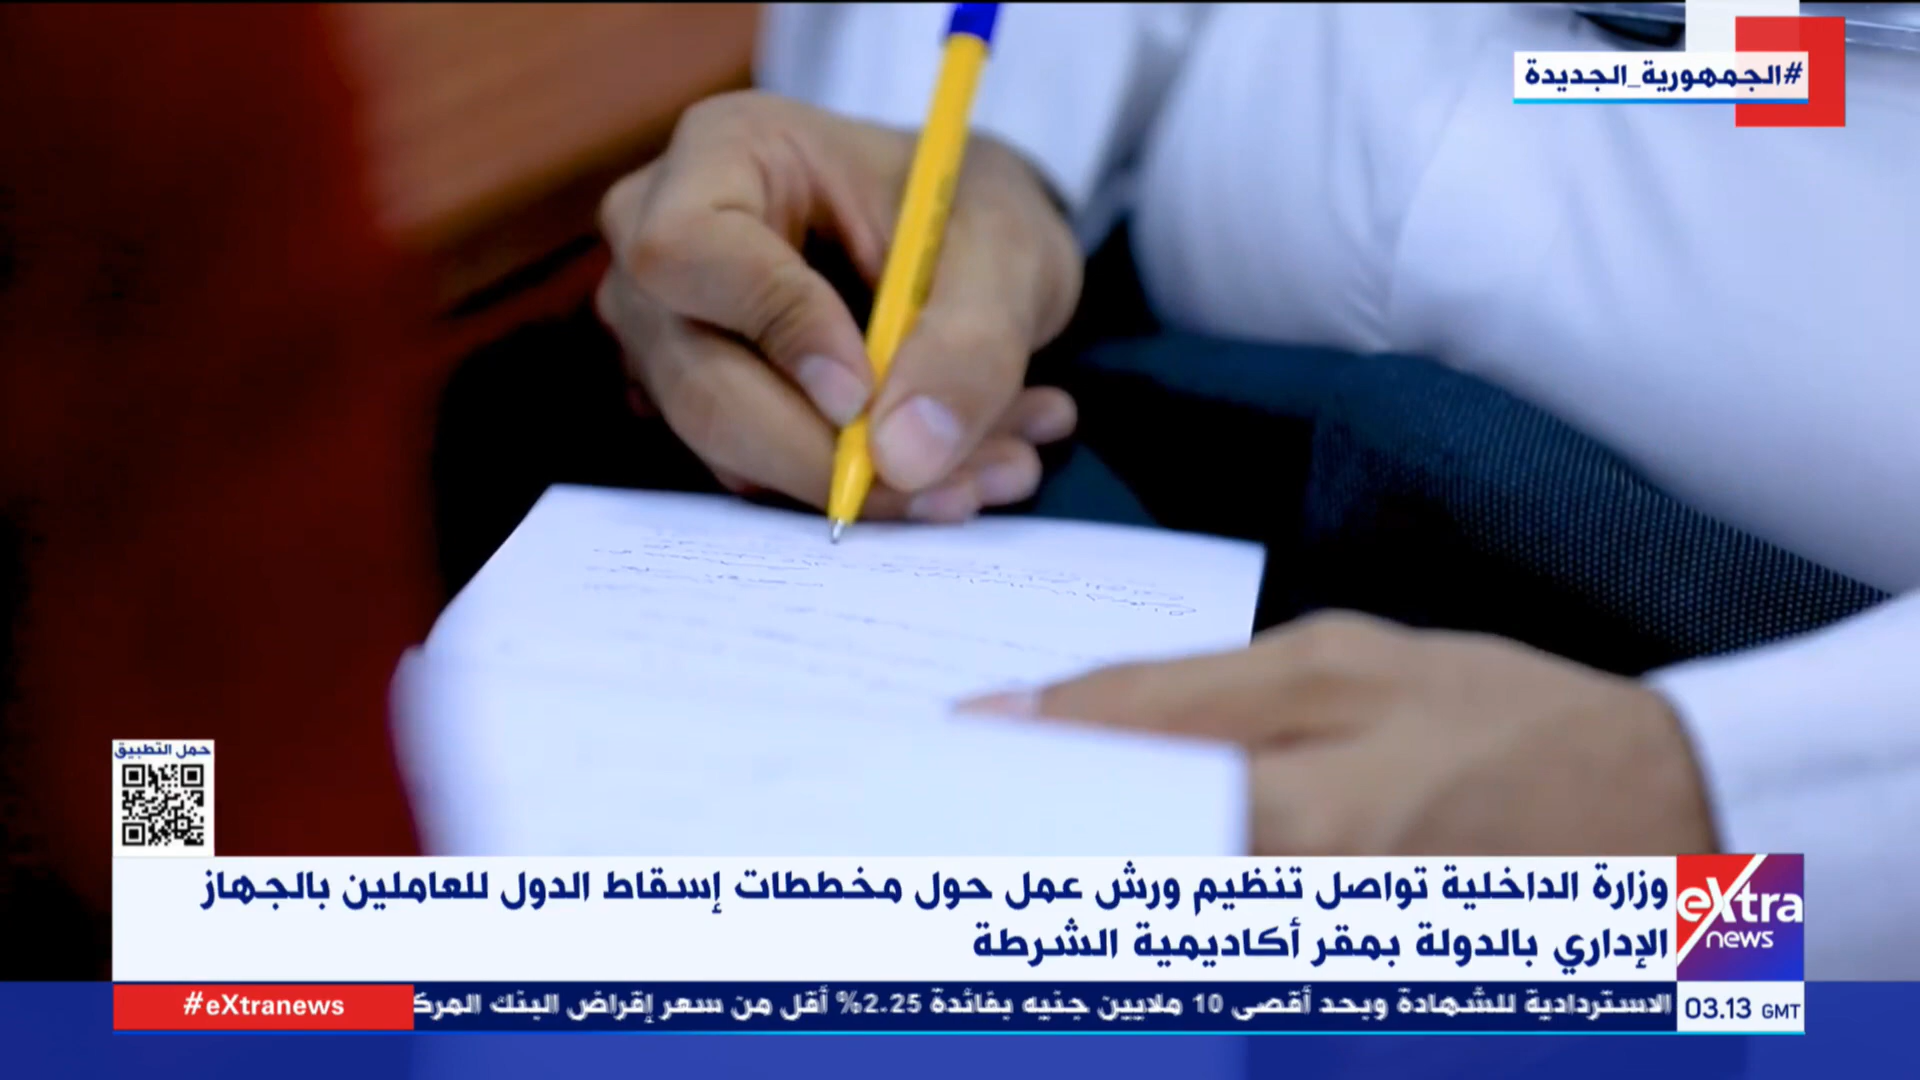 #الجمهورية_الجديدة
حمل التطبيق
وزارة الداخلية تواصل تنظيم ورش عمل حول مخططات إسقاط الدول للعاملين بالجهاز
الإداري بالدولة بمقر أكاديمية الشرطة
eXtra
news
#eXtranews
الاستردادية للشهادة وبحد أقصى 10 ملايين جنيه بفائدة 2.25% أقل من سعر إقراض البنك المرك
03.13 GMT